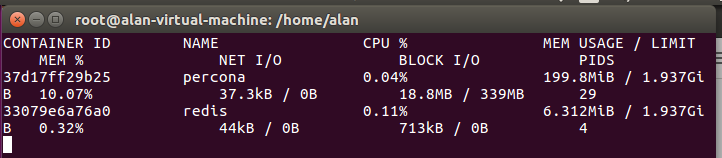 root@alan-virtual-machine: /home/alan
CONTAINER ID NAME CPU % MEM USAGE / LIMIT
MEM % NET I/O BLOCK I/O PIDS
37d17ff29b25 percona 0.04% 199.8MiB / 1.937Gi
B 10.07% 37.3kB / 0B 18.8MB / 339MB 29
33079e6a76a0 redis 0.11% 6.312MiB / 1.937Gi
B 0.32% 44kB / 0B 713kB / 0B 4